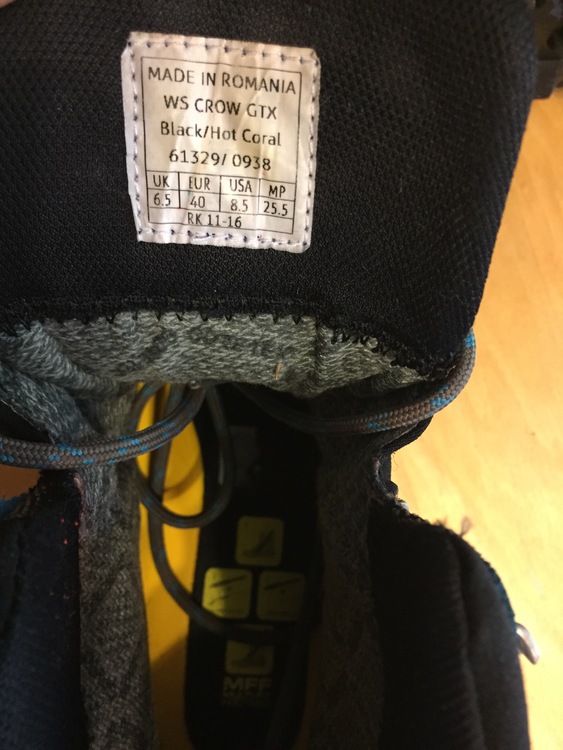 MADE IN ROMANIA
WS CROW GTX
Black/Hot Coral
61329/ 0938
UK EUR USA MP
6.5 40 8.5 25.5
RK 11-16
MFF